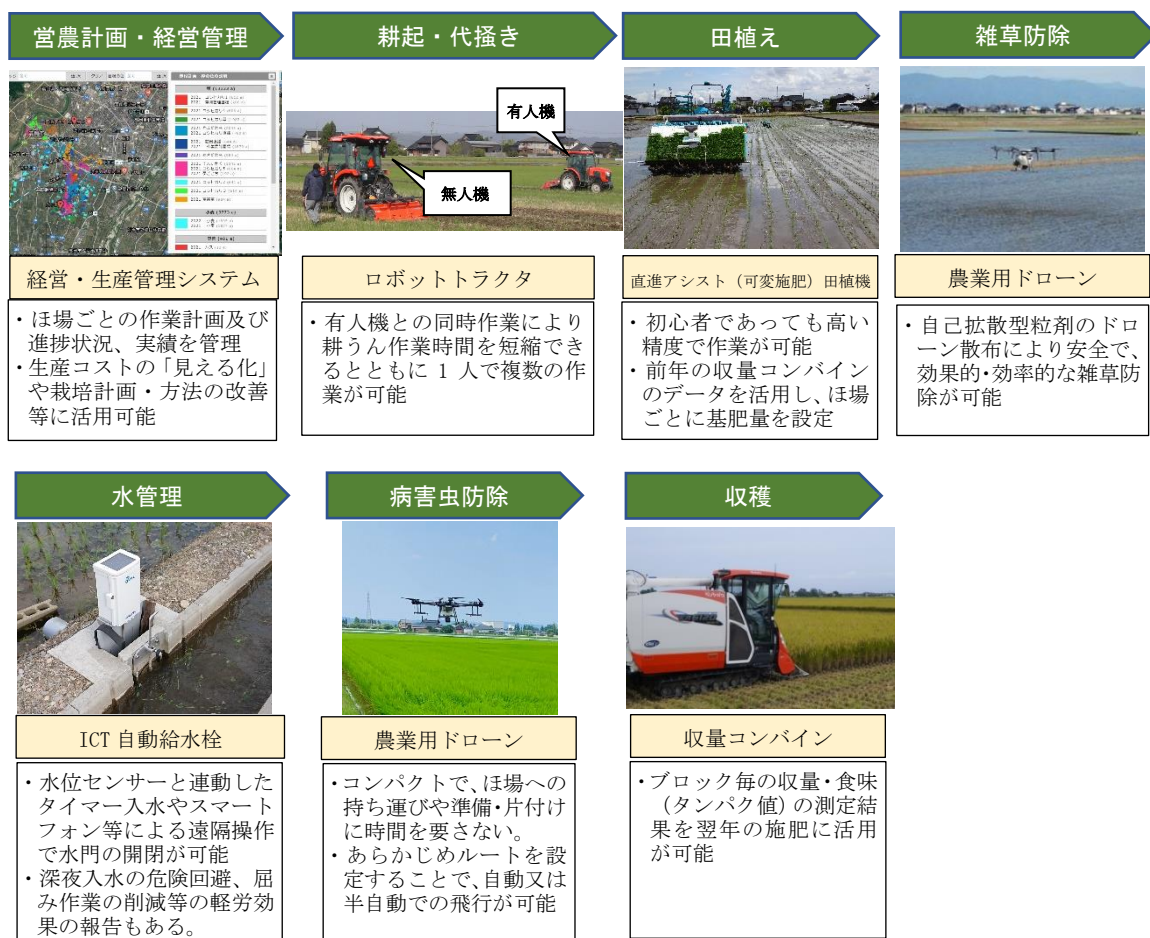 営農計画・経営管理
耕起・代掻き
田植え
雑草防除
有人機
無人機
経営・生産管理システム
ロボットトラクタ
直進アシスト（可変施肥）田植機
農業用ドローン
・ほ場ごとの作業計画及び
進捗状況、実績を管理
・生産コストの「見える化」
や栽培計画・方法の改善
等に活用可能
・有人機との同時作業により
耕うん作業時間を短縮でき
るとともに 1 人で複数の作
業が可能
・初心者であっても高い
精度で作業が可能
・前年の収量コンバイン
のデータを活用し、ほ場
ごとに基肥量を設定
・自己拡散型粒剤のドロ
ーン散布により安全で、
効果的・効率的な雑草防
除が可能
水管理
病害虫防除
収穫
ICT 自動給水栓
農業用ドローン
収量コンバイン
・水位センサーと連動した
タイマー入水やスマート
フォン等による遠隔操作
で水門の開閉が可能
・深夜入水の危険回避、屈
み作業の削減等の軽労効
果の報告もある。
・コンパクトで、ほ場への
持ち運びや準備・片付け
に時間を要さない。
・あらかじめルートを設
定することで、自動又は
半自動での飛行が可能
・ブロック毎の収量・食味
（タンパク値）の測定結
果を翌年の施肥に活用
が可能